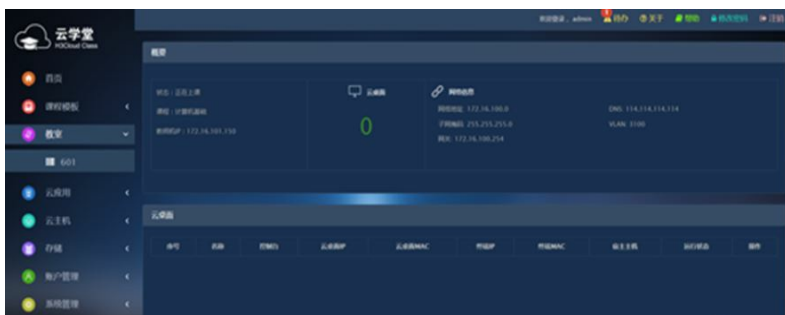 欢迎登录，admin 1 待办 关于 帮助 修改密码 注销
云学堂
H3Cloud Class
首页
课程模板
教室
601
云应用
云主机
存储
帐户管理
系统管理
概要
状态：正在上课
课程：计算机基础
教师机IP：172.16.101.110
云桌面
0
网络信息
网络地址: 172.16.100.0
子网掩码: 255.255.255.0
网关: 172.16.100.254
DNS: 114.114.114.114
VLAN: 3100
云桌面
序号 名称 控制台 云桌面IP 云桌面MAC 终端IP 终端MAC 宿主主机 运行状态 操作